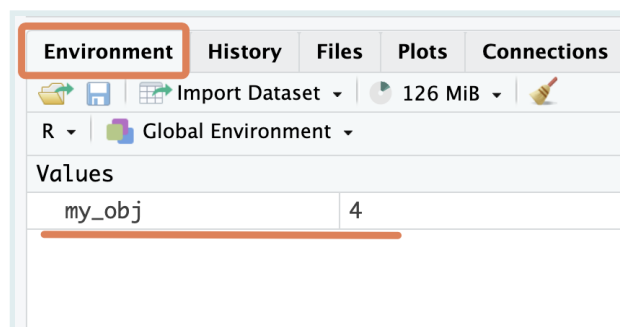 Environment History Files Plots Connections
Import Dataset 126 MiB
R Global Environment
Values
my_obj 4